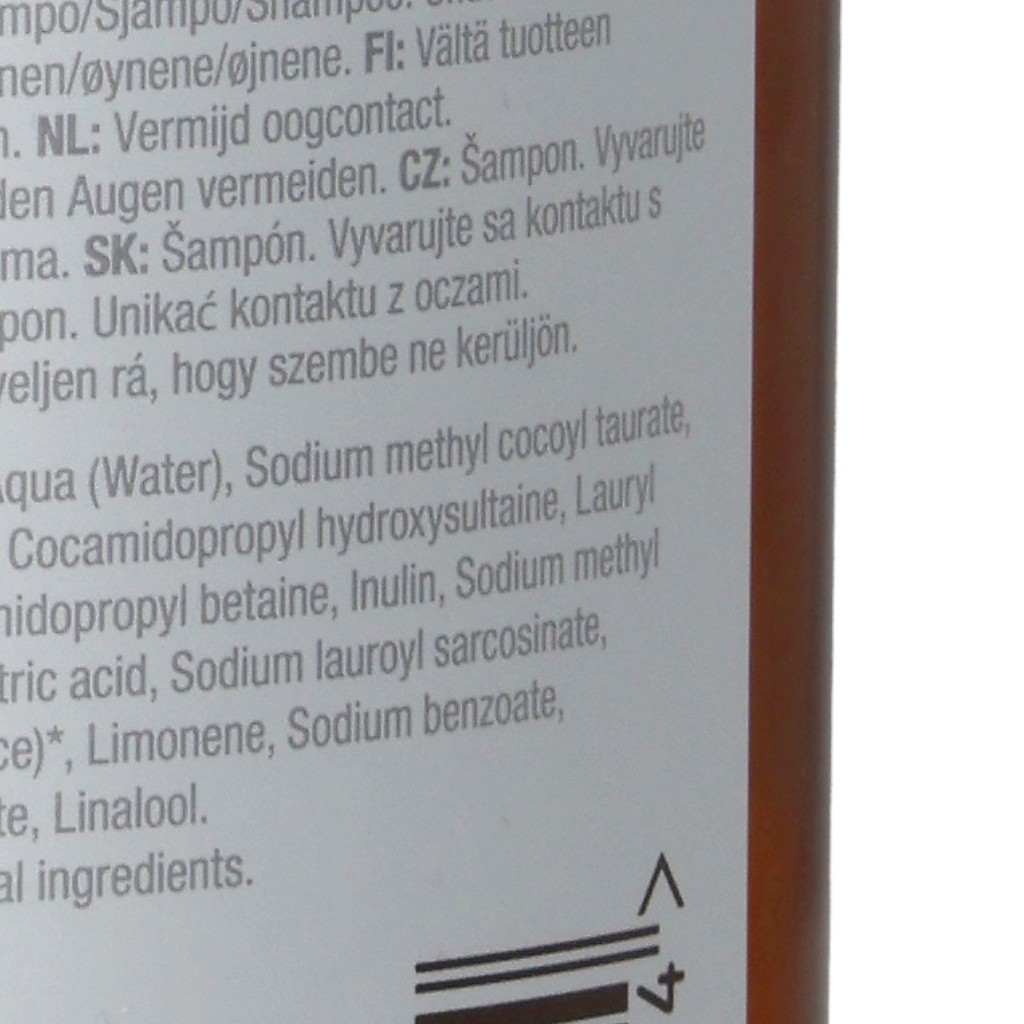 mpo/Sjampo/Shampoo.
nen/øynene/øjnene. FI: Vältä tuotteen
n. NL: Vermijd oogcontact.
den Augen vermeiden. CZ: Šampon. Vyvarujte
ma. SK: Šampón. Vyvarujte sa kontaktu s
pon. Unikać kontaktu z oczami.
veljen rá, hogy szembe ne kerüljön.
Aqua (Water), Sodium methyl cocoyl taurate,
Cocamidopropyl hydroxysultaine, Lauryl
midopropyl betaine, Inulin, Sodium methyl
tric acid, Sodium lauroyl sarcosinate,
ce)*, Limonene, Sodium benzoate,
te, Linalool.
al ingredients.
>
4